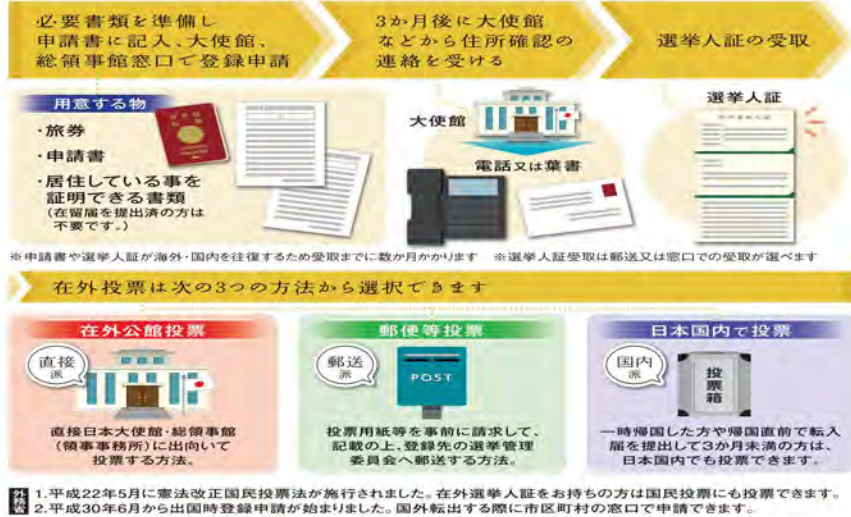 必要書類を準備し
申請書に記入、大使館、
総領事館窓口で登録申請
3か月後に大使館
などから住所確認の
連絡を受ける
選挙人証の受取
用意する物
・旅券
・申請書
・居住している事を
証明できる書類
(在留届を提出済の方は
不要です。)
大使館
電話又は葉書
選挙人証
※申請書や選挙人証が海外・国内を往復するため受取までに数か月かかります ※選挙人証受取は郵送又は窓口での受取が選べます
在外投票は次の3つの方法から選択できます
在外公館投票
直接
派
直接日本大使館・総領事館
(領事事務所)に出向いて
投票する方法。
郵便等投票
郵送
派
POST
投票用紙等を事前に請求して、
記載の上、登録先の選挙管理
委員会へ郵送する方法。
日本国内で投票
国内
派
投票箱
一時帰国した方や帰国直前で転入
届を提出して3か月未満の方は、
日本国内でも投票できます。
外務省
1.平成22年5月に憲法改正国民投票法が施行されました。在外選挙人証をお持ちの方は国民投票にも投票できます。
2.平成30年6月から出国時登録申請が始まりました。国外転出する際に市区町村の窓口で申請できます。